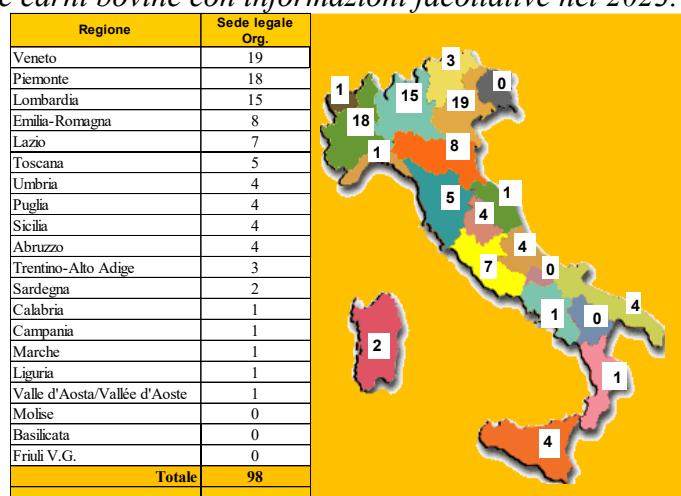 e carni bovine con informazioni facoltative nel 2023.
Regione Sede legale Org.
Veneto 19
Piemonte 18
Lombardia 15
Emilia-Romagna 8
Lazio 7
Toscana 5
Umbria 4
Puglia 4
Sicilia 4
Abruzzo 4
Trentino-Alto Adige 3
Sardegna 2
Calabria 1
Campania 1
Marche 1
Liguria 1
Valle d'Aosta/Vallée d'Aoste 1
Molise 0
Basilicata 0
Friuli V.G. 0
Totale 98
3
0
1
15
19
18
8
1
5
1
4
4
7
0
4
1
0
2
1
4